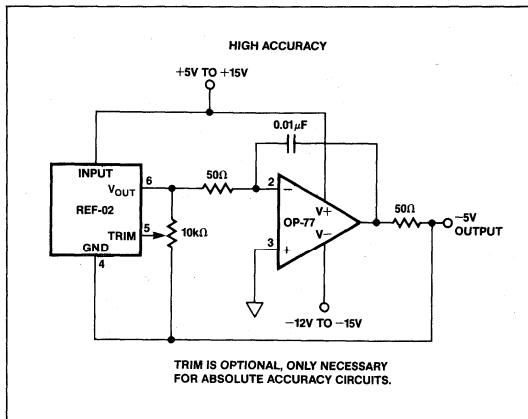 HIGH ACCURACY
+5V TO +15V
0.01µF
INPUT
VOUT
6
50Ω
2
−
V+
50Ω
−5V
OUTPUT
REF-02
5
TRIM
10kΩ
OP-77
V−
GND
4
3
+
−12V TO −15V
TRIM IS OPTIONAL, ONLY NECESSARY
FOR ABSOLUTE ACCURACY CIRCUITS.